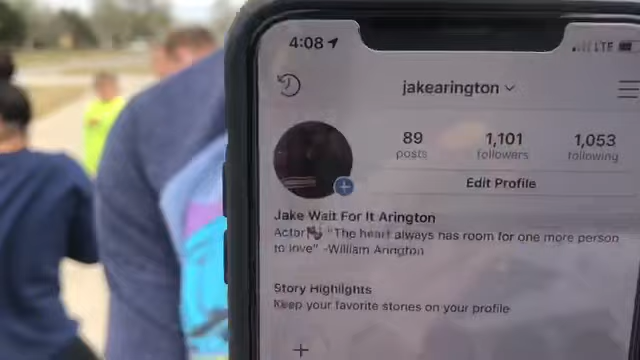 4:08
LTE
jakearington
89 1,101 1,053
posts followers following
Edit Profile
Jake Wait For It Arington
Actor "The heart always has room for one more person
to love" -William Arington
Story Highlights
Keep your favorite stories on your profile